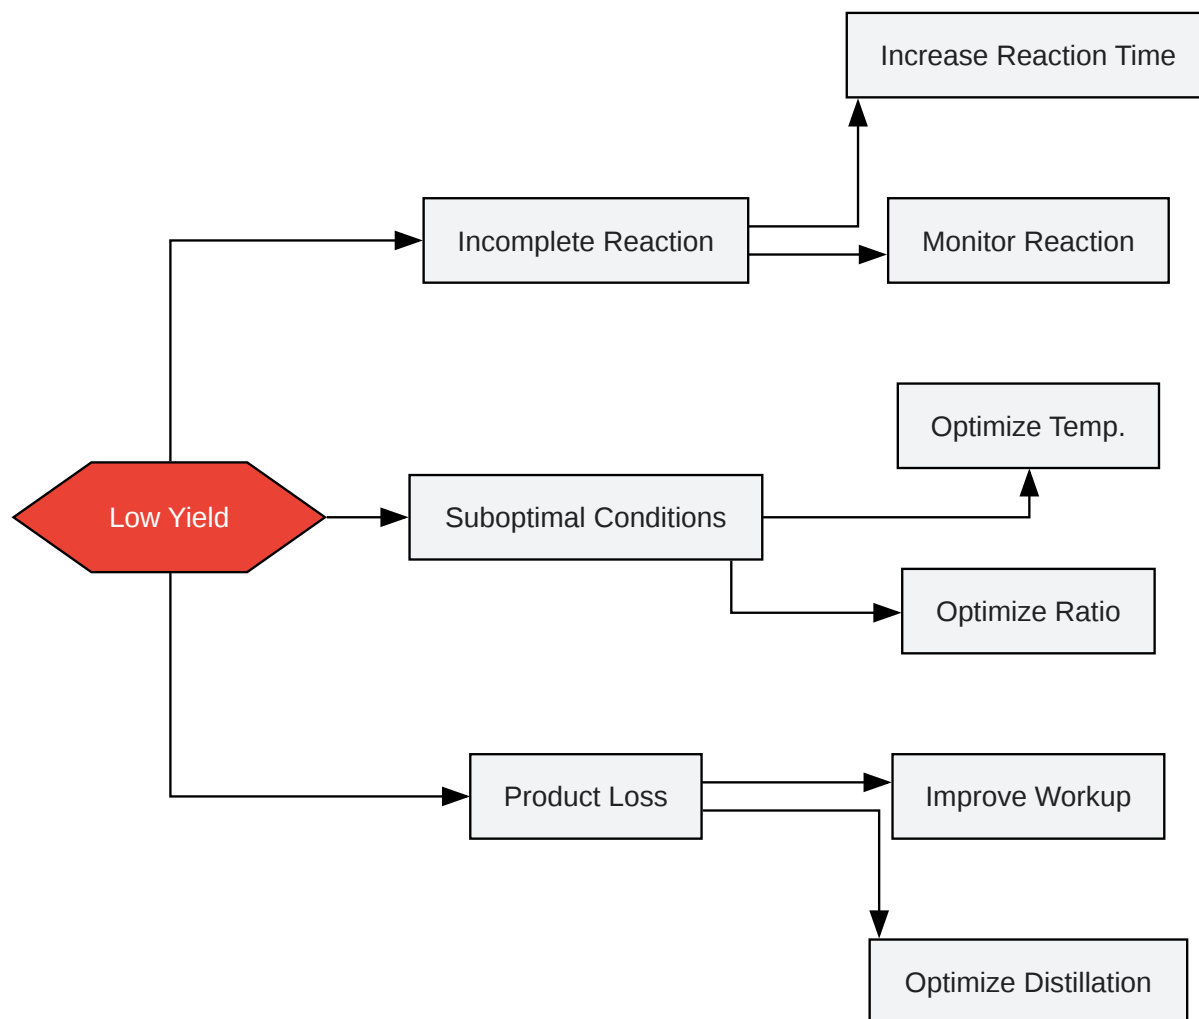 Increase Reaction Time
Incomplete Reaction
Monitor Reaction
Optimize Temp.
Low Yield
Suboptimal Conditions
Optimize Ratio
Product Loss
Improve Workup
Optimize Distillation